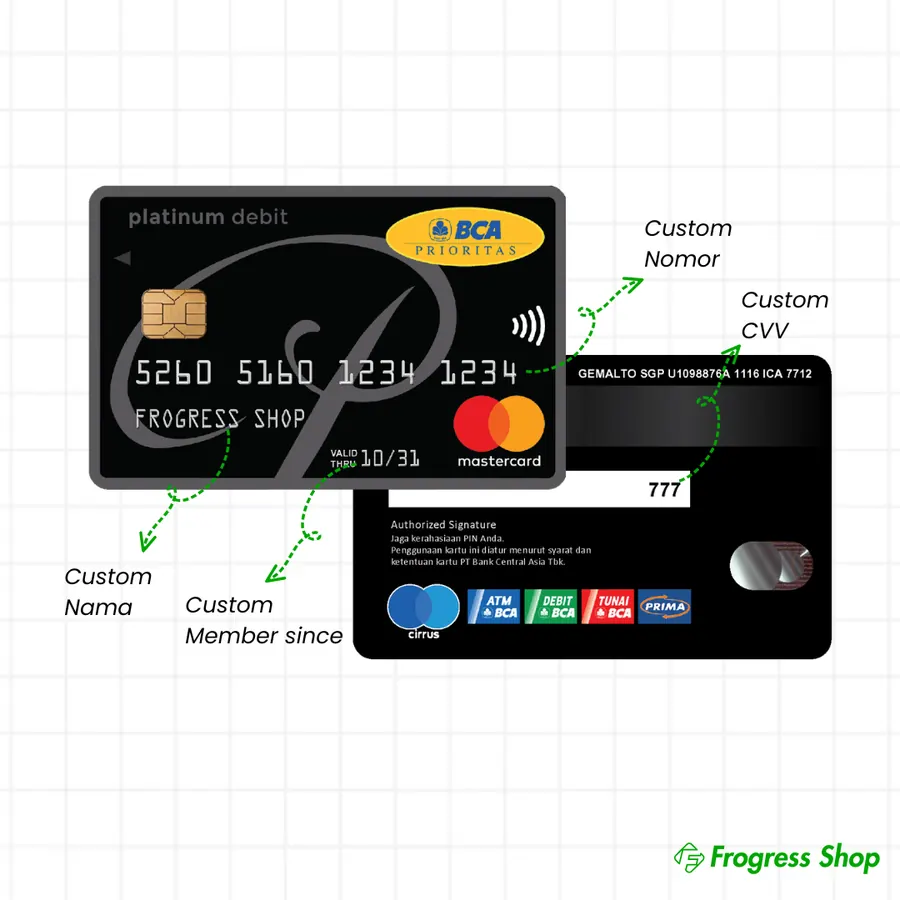 platinum debit
BCA
PRIORITAS
5260 5160 1234 1234
FROGRESS SHOP
VALID
THRU 10/31
mastercard
Custom
Nomor
Custom
CVV
GEMALTO SGP U1098876A 1116 ICA 7712
777
Authorized Signature
Jaga kerahasiaan PIN Anda.
Penggunaan kartu ini diatur menurut syarat dan
ketentuan kartu PT Bank Central Asia Tbk.
cirrus
ATM
BCA
DEBIT
BCA
TUNAI
BCA
PRIMA
Custom
Nama
Custom
Member since
Frogress Shop